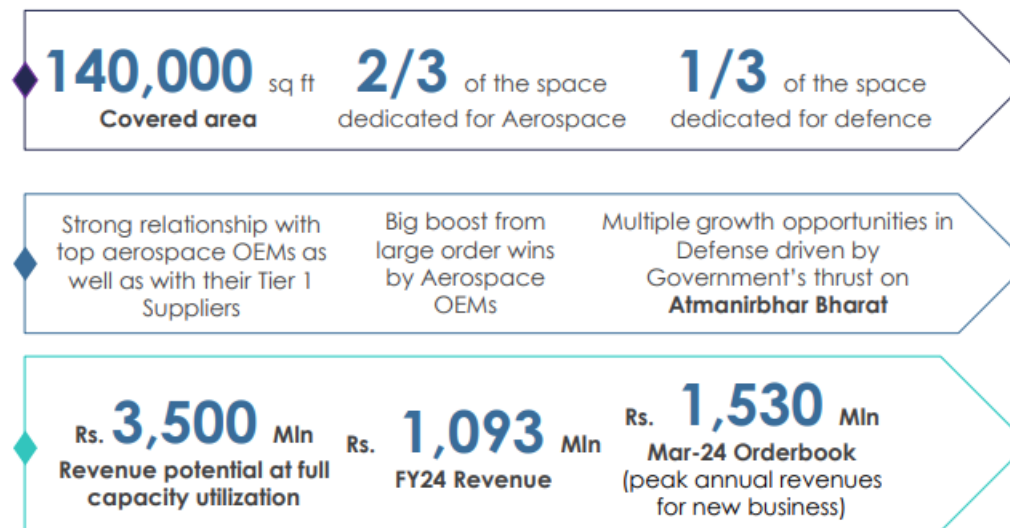 140,000 sq ft
Covered area
2/3 of the space
dedicated for Aerospace
1/3 of the space
dedicated for defence
Strong relationship with
top aerospace OEMs as
well as with their Tier 1
Suppliers
Big boost from
large order wins
by Aerospace
OEMs
Multiple growth opportunities in
Defense driven by
Government's thrust on
Atmanirbhar Bharat
Rs. 3,500 Mln
Revenue potential at full
capacity utilization
Rs. 1,093 Mln
FY24 Revenue
Rs. 1,530 Mln
Mar-24 Orderbook
(peak annual revenues
for new business)